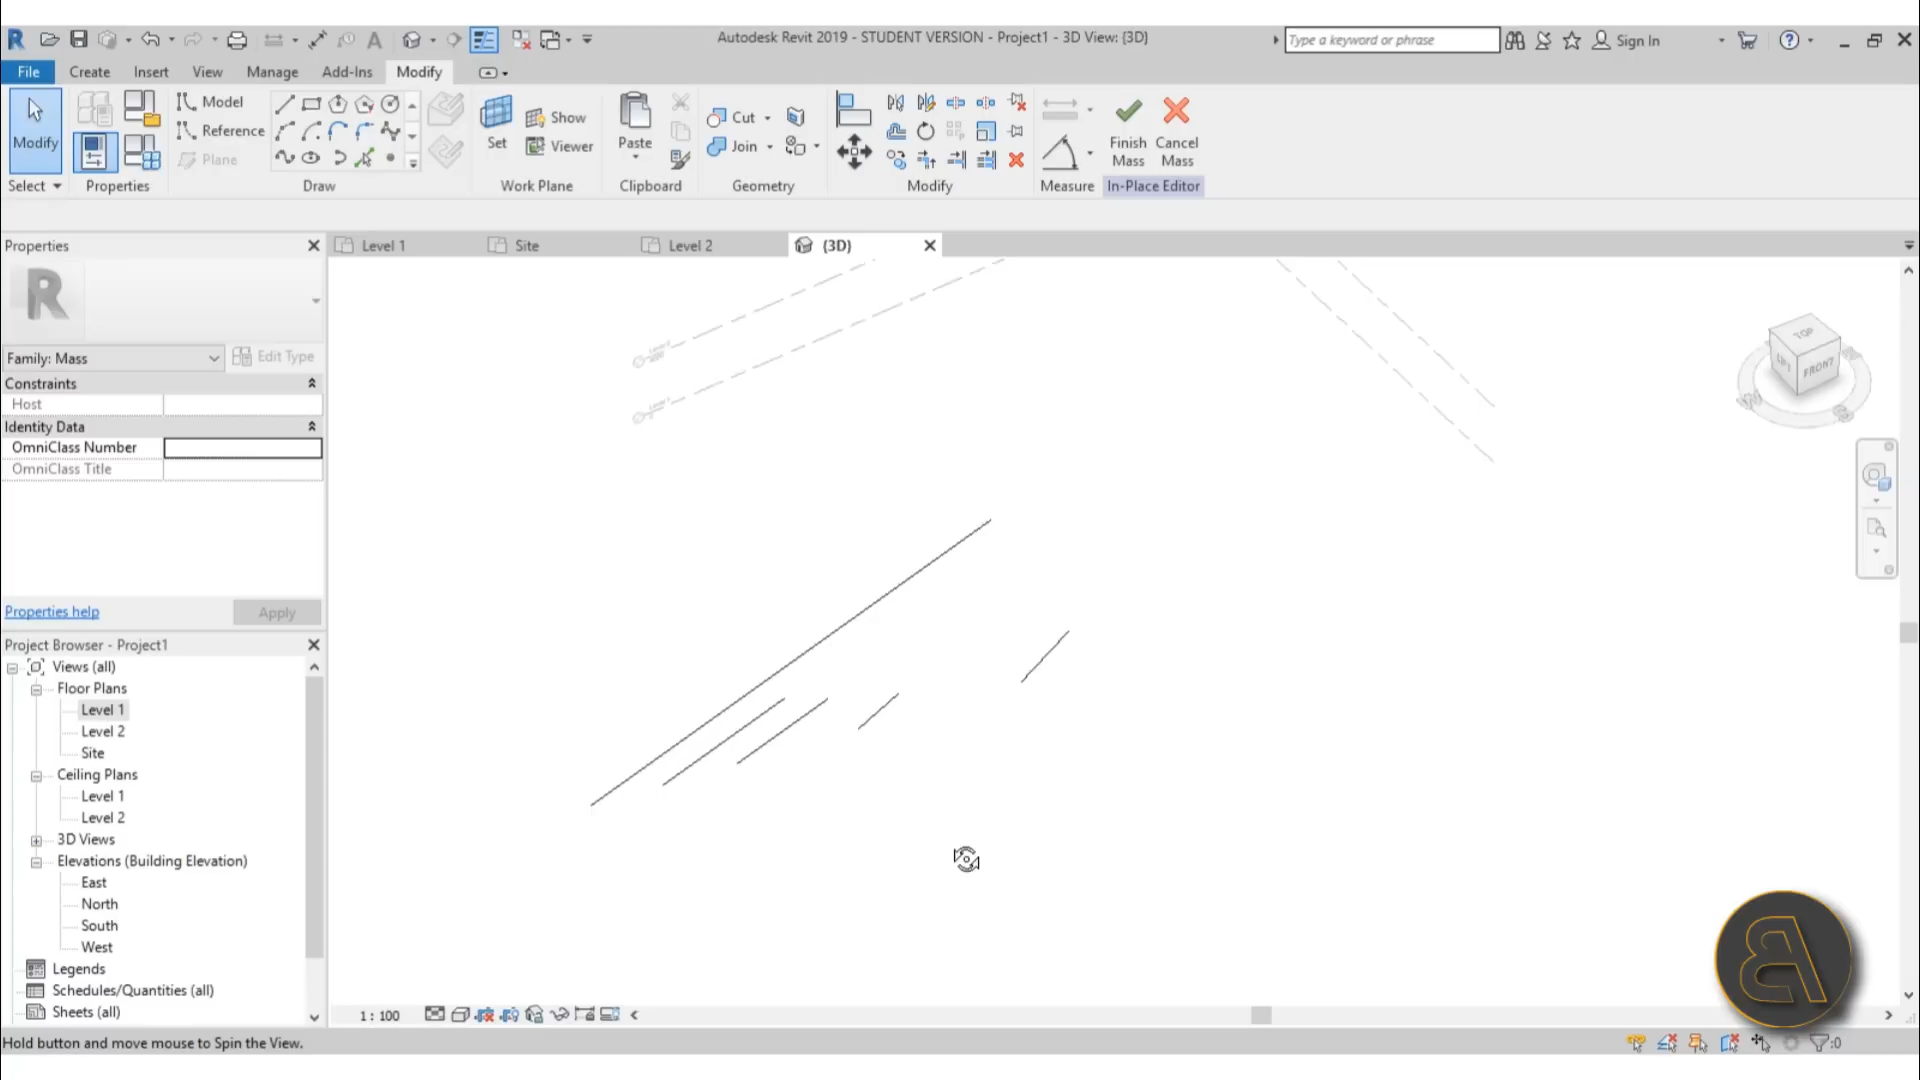 Autodesk Revit 2019 - STUDENT VERSION - Project1 - 3D View: {3D}
Type a keyword or phrase
Sign In
File
Create
Insert
View
Manage
Add-Ins
Modify
Modify
Model
Reference
Plane
Set
Show
Viewer
Paste
Cut
Join
Finish Mass
Cancel Mass
Select
Properties
Draw
Work Plane
Clipboard
Geometry
Modify
Measure
In-Place Editor
Properties
Level 1
Site
Level 2
{3D}
R
Family: Mass
Edit Type
Constraints
Host
Identity Data
OmniClass Number
OmniClass Title
Properties help
Apply
Project Browser - Project1
Views (all)
Floor Plans
Level 1
Level 2
Site
Ceiling Plans
Level 1
Level 2
3D Views
Elevations (Building Elevation)
East
North
South
West
Legends
Schedules/Quantities (all)
Sheets (all)
TOP
FRONT
1 : 100
Hold button and move mouse to Spin the View.
:0